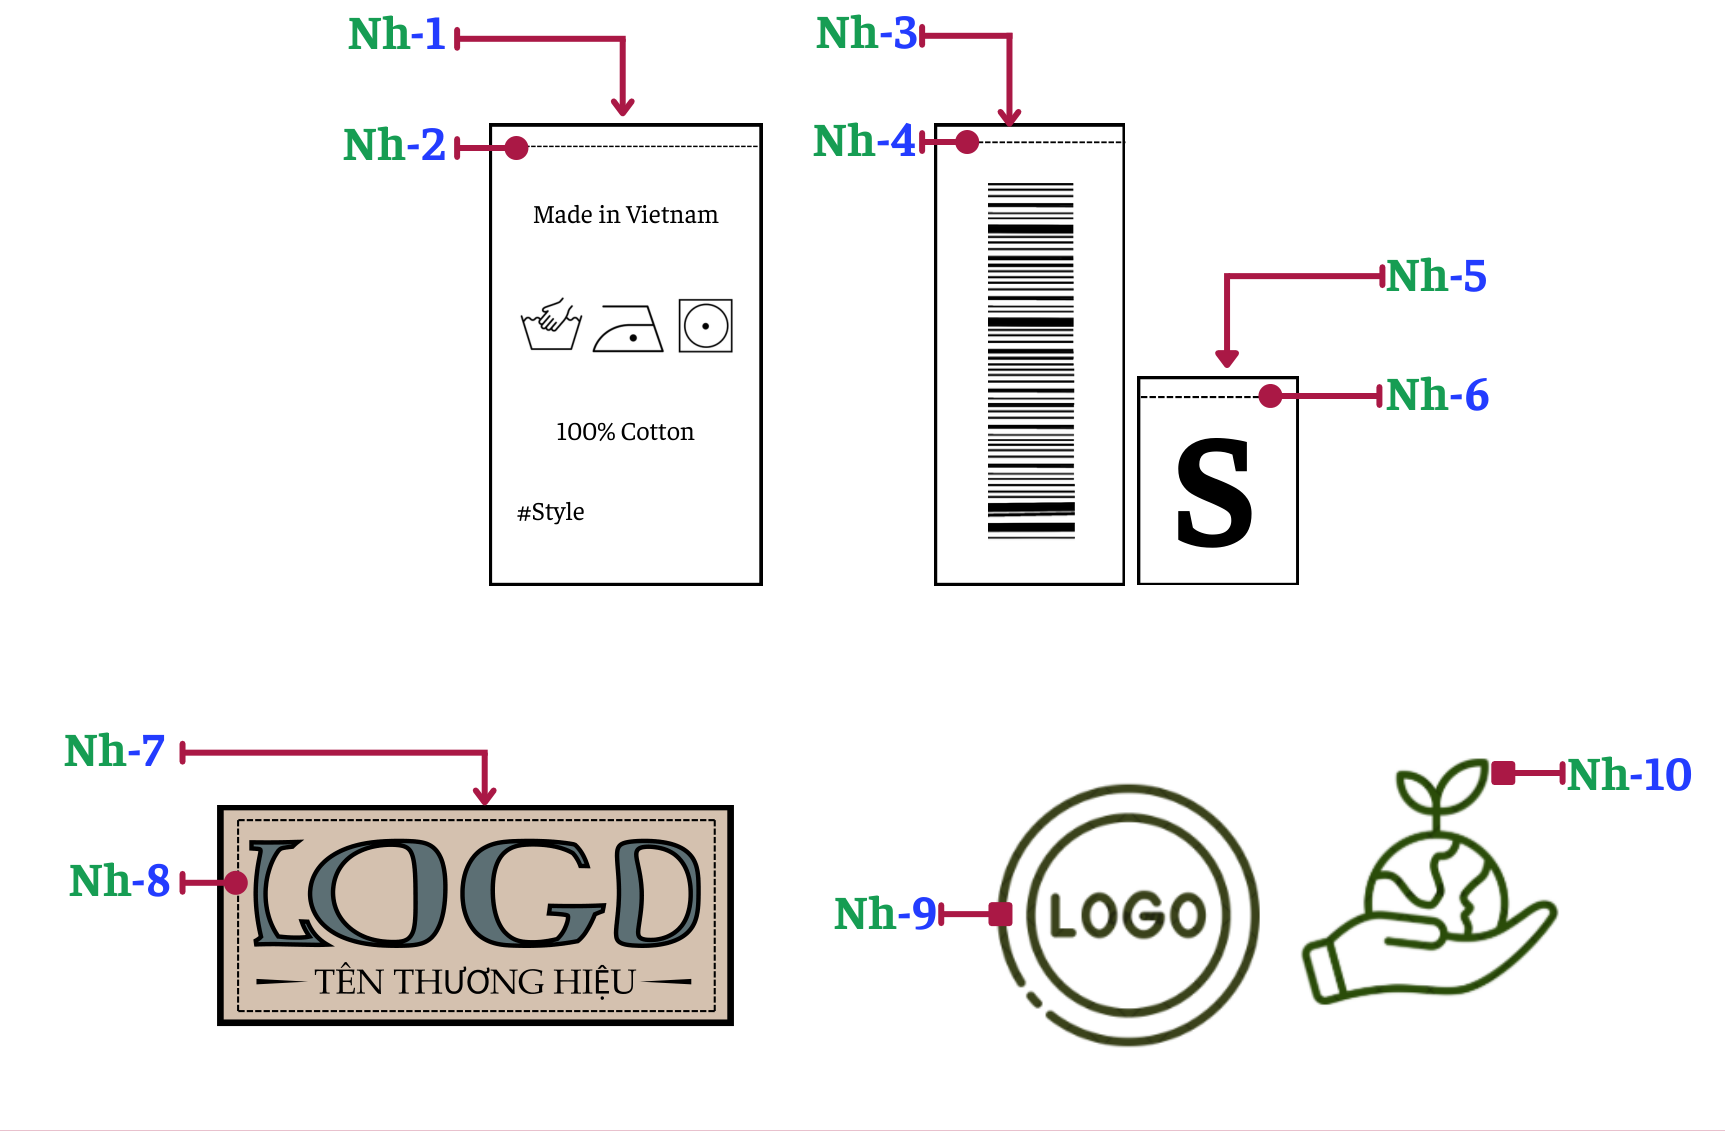 Nh-1
Nh-3
Nh-2
Nh-4
Made in Vietnam
Nh-5
Nh-6
100% Cotton
S
#Style
Nh-7
Nh-10
Nh-8
LOGO
TÊN THƯƠNG HIỆU
Nh-9
LOGO